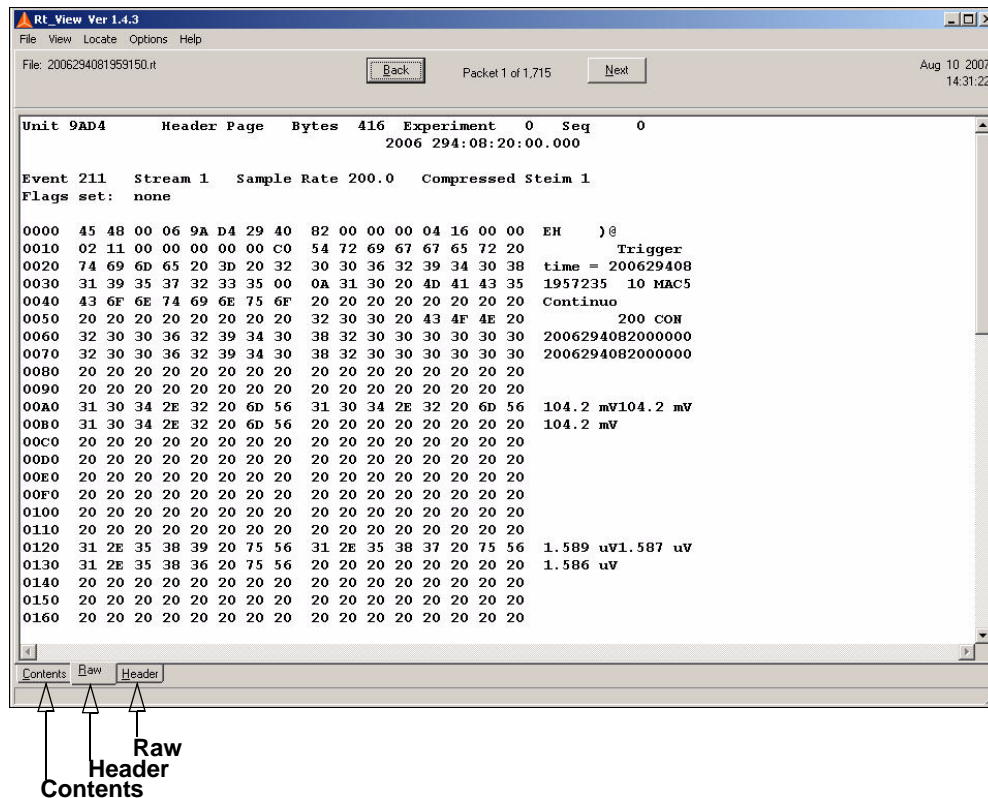 Rt_View Ver 1.4.3
File View Locate Options Help
File: 2006294081959150.rt
Back
Packet 1 of 1,715
Next
Aug 10 2007
14:31:22
Unit 9AD4 Header Page Bytes 416 Experiment 0 Seq 0
2006 294:08:20:00.000
Event 211 Stream 1 Sample Rate 200.0 Compressed Steim 1
Flags set: none
0000 45 48 00 06 9A D4 29 40 82 00 00 00 04 16 00 00 EH )@
0010 02 11 00 00 00 00 00 C0 54 72 69 67 67 65 72 20 Trigger
0020 74 69 6D 65 20 3D 20 32 30 30 36 32 39 34 30 38 time = 200629408
0030 31 39 35 37 32 33 35 00 0A 31 30 20 4D 41 43 35 1957235 10 MAC5
0040 43 6F 6E 74 69 6E 75 6F 20 20 20 20 20 20 20 20 Continuo
0050 20 20 20 20 20 20 20 20 32 30 30 20 43 4F 4E 20 200 CON
0060 32 30 30 36 32 39 34 30 38 32 30 30 30 30 30 30 2006294082000000
0070 32 30 30 36 32 39 34 30 38 32 30 30 30 30 30 30 2006294082000000
0080 20 20 20 20 20 20 20 20 20 20 20 20 20 20 20 20
0090 20 20 20 20 20 20 20 20 20 20 20 20 20 20 20 20
00A0 31 30 34 2E 32 20 6D 56 31 30 34 2E 32 20 6D 56 104.2 mV104.2 mV
00B0 31 30 34 2E 32 20 6D 56 20 20 20 20 20 20 20 20 104.2 mV
00C0 20 20 20 20 20 20 20 20 20 20 20 20 20 20 20 20
00D0 20 20 20 20 20 20 20 20 20 20 20 20 20 20 20 20
00E0 20 20 20 20 20 20 20 20 20 20 20 20 20 20 20 20
00F0 20 20 20 20 20 20 20 20 20 20 20 20 20 20 20 20
0100 20 20 20 20 20 20 20 20 20 20 20 20 20 20 20 20
0110 20 20 20 20 20 20 20 20 20 20 20 20 20 20 20 20
0120 31 2E 35 38 39 20 75 56 31 2E 35 38 37 20 75 56 1.589 uV1.587 uV
0130 31 2E 35 38 36 20 75 56 20 20 20 20 20 20 20 20 1.586 uV
0140 20 20 20 20 20 20 20 20 20 20 20 20 20 20 20 20
0150 20 20 20 20 20 20 20 20 20 20 20 20 20 20 20 20
0160 20 20 20 20 20 20 20 20 20 20 20 20 20 20 20 20
Contents Raw Header
Raw
Header
Contents